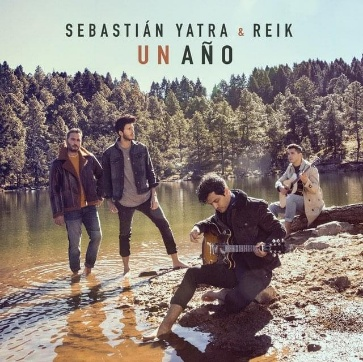 SEBASTIÁN YATRA & REIK
UN AÑO